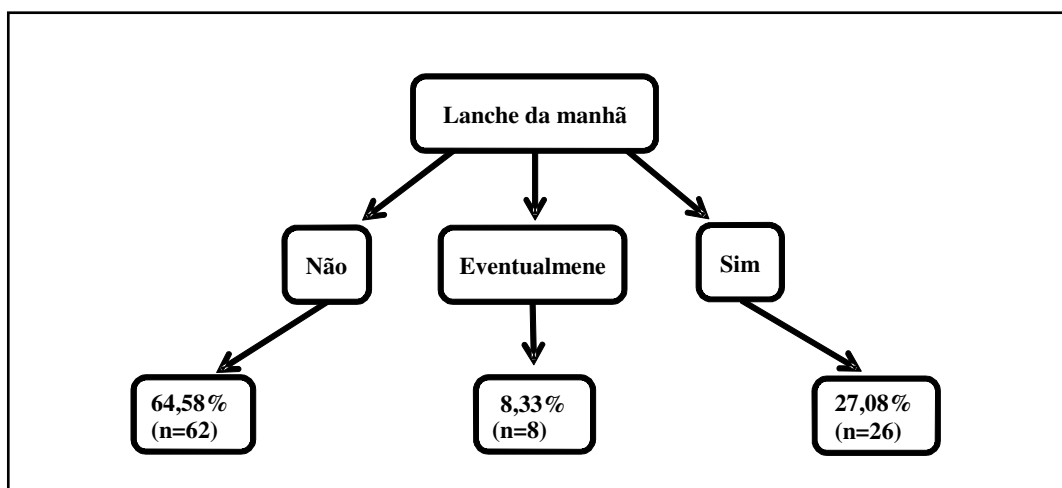 Lanche da manhã
Não
Eventualmene
Sim
64,58%
(n=62)
8,33%
(n=8)
27,08%
(n=26)